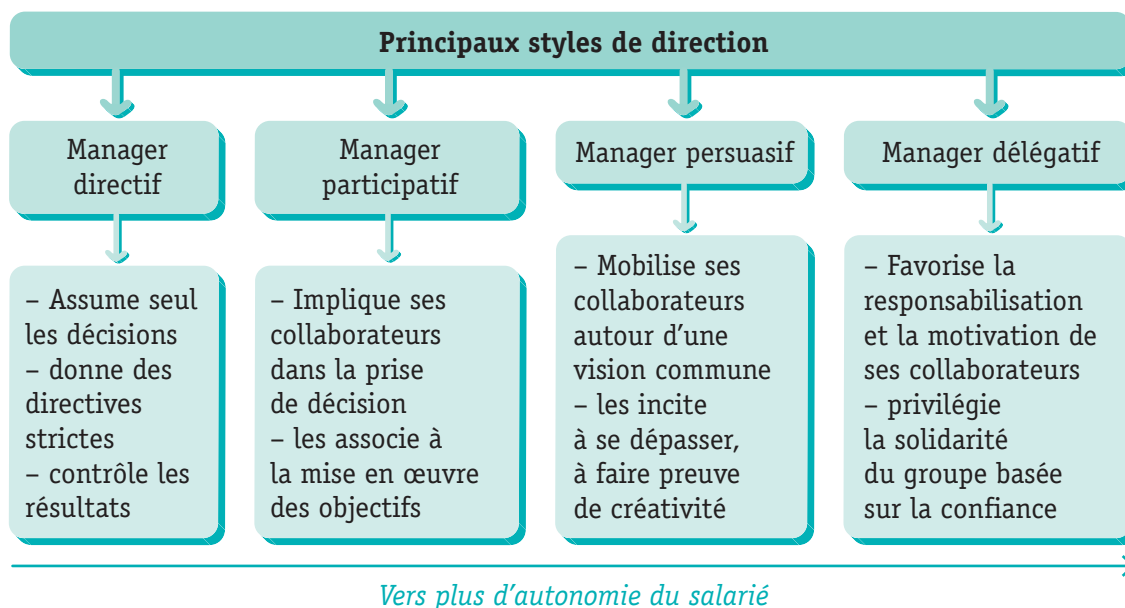 Principaux styles de direction
Manager
directif
Manager
participatif
Manager persuasif
Manager délégatif
– Assume seul
les décisions
– donne des
directives
strictes
– contrôle les
résultats
– Implique ses
collaborateurs
dans la prise
de décision
– les associe à
la mise en œuvre
des objectifs
– Mobilise ses
collaborateurs
autour d’une
vision commune
– les incite
à se dépasser,
à faire preuve
de créativité
– Favorise la
responsabilisation
et la motivation de
ses collaborateurs
– privilégie
la solidarité
du groupe basée
sur la confiance
Vers plus d’autonomie du salarié